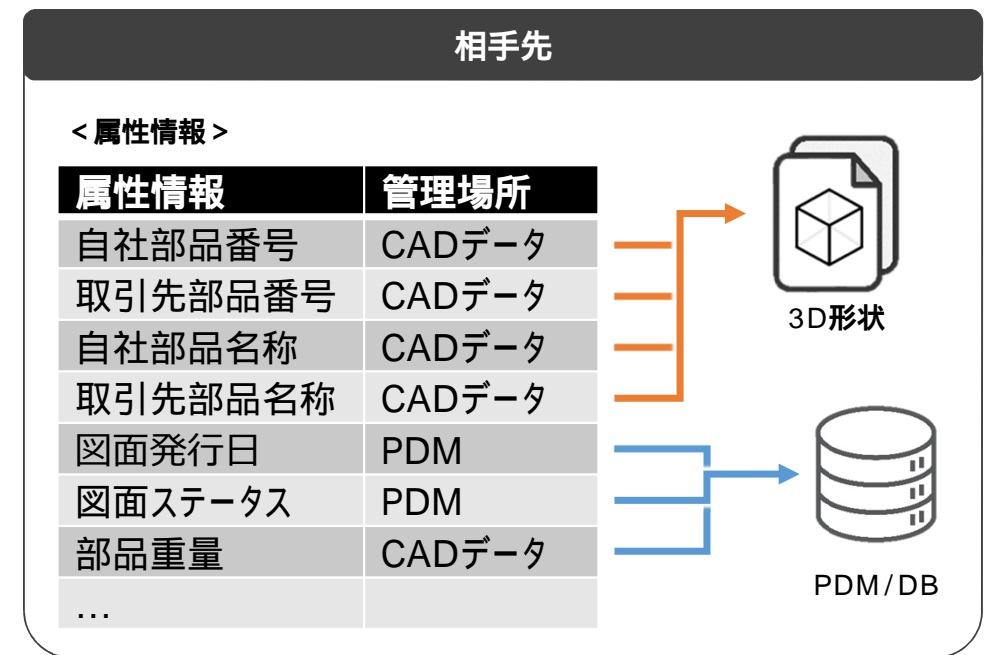 相手先
<属性情報>
属性情報 管理場所
自社部品番号 CADデータ
取引先部品番号 CADデータ
自社部品名称 CADデータ
取引先部品名称 CADデータ
図面発行日 PDM
図面ステータス PDM
部品重量 CADデータ
…
3D形状
PDM/DB